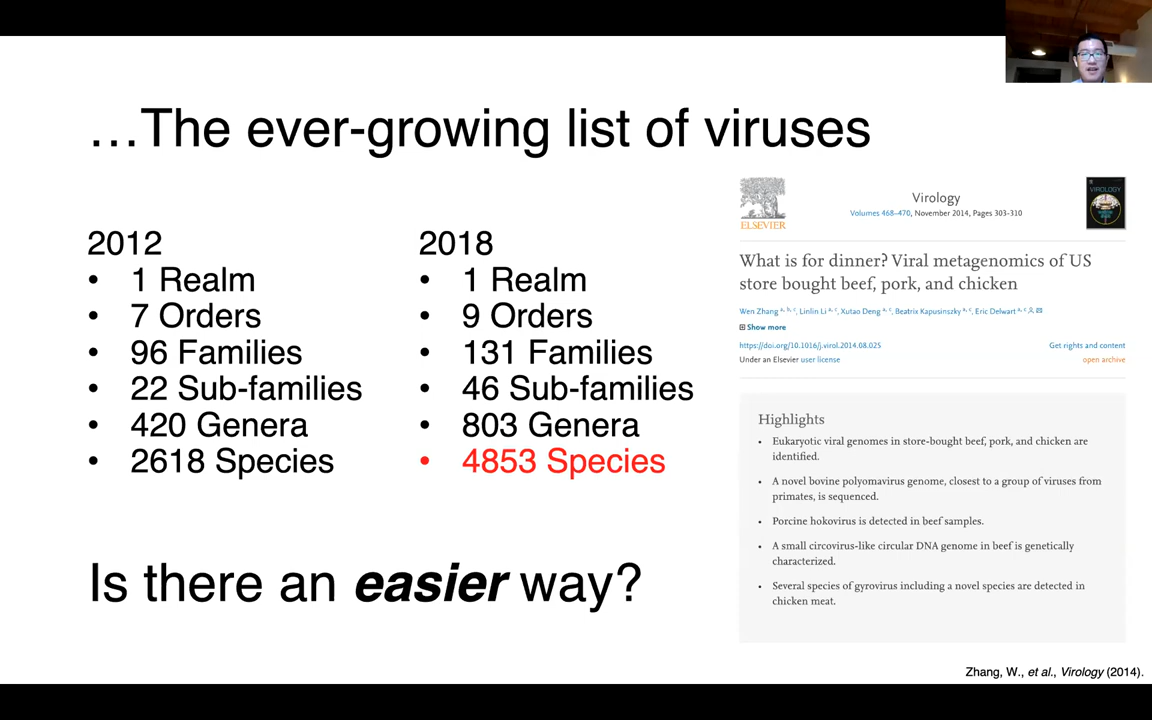 …The ever-growing list of viruses
2012
• 1 Realm
• 7 Orders
• 96 Families
• 22 Sub-families
• 420 Genera
• 2618 Species
2018
• 1 Realm
• 9 Orders
• 131 Families
• 46 Sub-families
• 803 Genera
• 4853 Species
Is there an easier way?
ELSEVIER
Virology
Volumes 468–470, November 2014, Pages 303-310
VIROLOGY
What is for dinner? Viral metagenomics of US
store bought beef, pork, and chicken
Wen Zhang a, b, c, Linlin Li a, c, Xutao Deng a, c, Beatrix Kapusinszky a, c, Eric Delwart a, c
Show more
https://doi.org/10.1016/j.virol.2014.08.025
Get rights and content
Under an Elsevier user license
open archive
Highlights
• Eukaryotic viral genomes in store-bought beef, pork, and chicken are
identified.
• A novel bovine polyomavirus genome, closest to a group of viruses from
primates, is sequenced.
• Porcine hokovirus is detected in beef samples.
• A small circovirus-like circular DNA genome in beef is genetically
characterized.
• Several species of gyrovirus including a novel species are detected in
chicken meat.
Zhang, W., et al., Virology (2014).